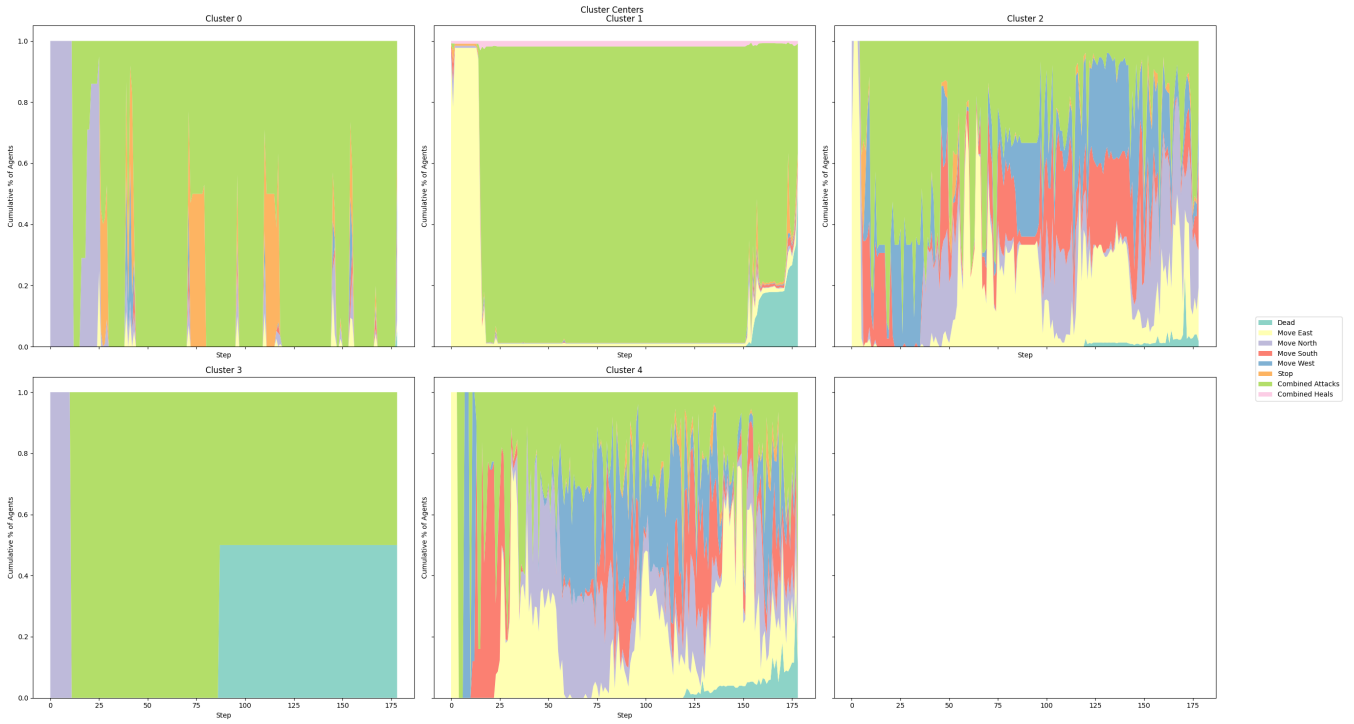 Cluster Centers
Cluster 0
Cluster 1
Cluster 2
Cumulative % of Agents
1.0
0.8
0.6
0.4
0.2
0.0
Step
Cumulative % of Agents
Step
Cumulative % of Agents
Step
Dead
Move East
Move North
Move South
Move West
Stop
Combined Attacks
Combined Heals
Cluster 3
Cluster 4
Cumulative % of Agents
1.0
0.8
0.6
0.4
0.2
0.0
0 25 50 75 100 125 150 175
Step
Cumulative % of Agents
0 25 50 75 100 125 150 175
Step
0 25 50 75 100 125 150 175